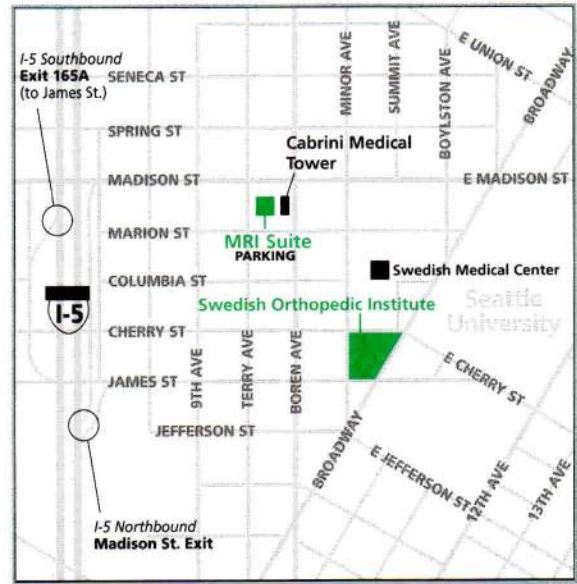 I-5 Southbound
Exit 165A
(to James St.)
SENECA ST
SPRING ST
MADISON ST
MARION ST
COLUMBIA ST
CHERRY ST
JAMES ST
JEFFERSON ST
MINOR AVE
SUMMIT AVE
BOYLSTON AVE
E UNION ST
BROADWAY
E MADISON ST
Cabrini Medical
Tower
MRI Suite
PARKING
Swedish Medical Center
Swedish Orthopedic Institute
Seattle
University
I-5
9TH AVE
TERRY AVE
BOREN AVE
BROADWAY
E CHERRY ST
E JEFFERSON ST
12TH AVE
13TH AVE
I-5 Northbound
Madison St. Exit